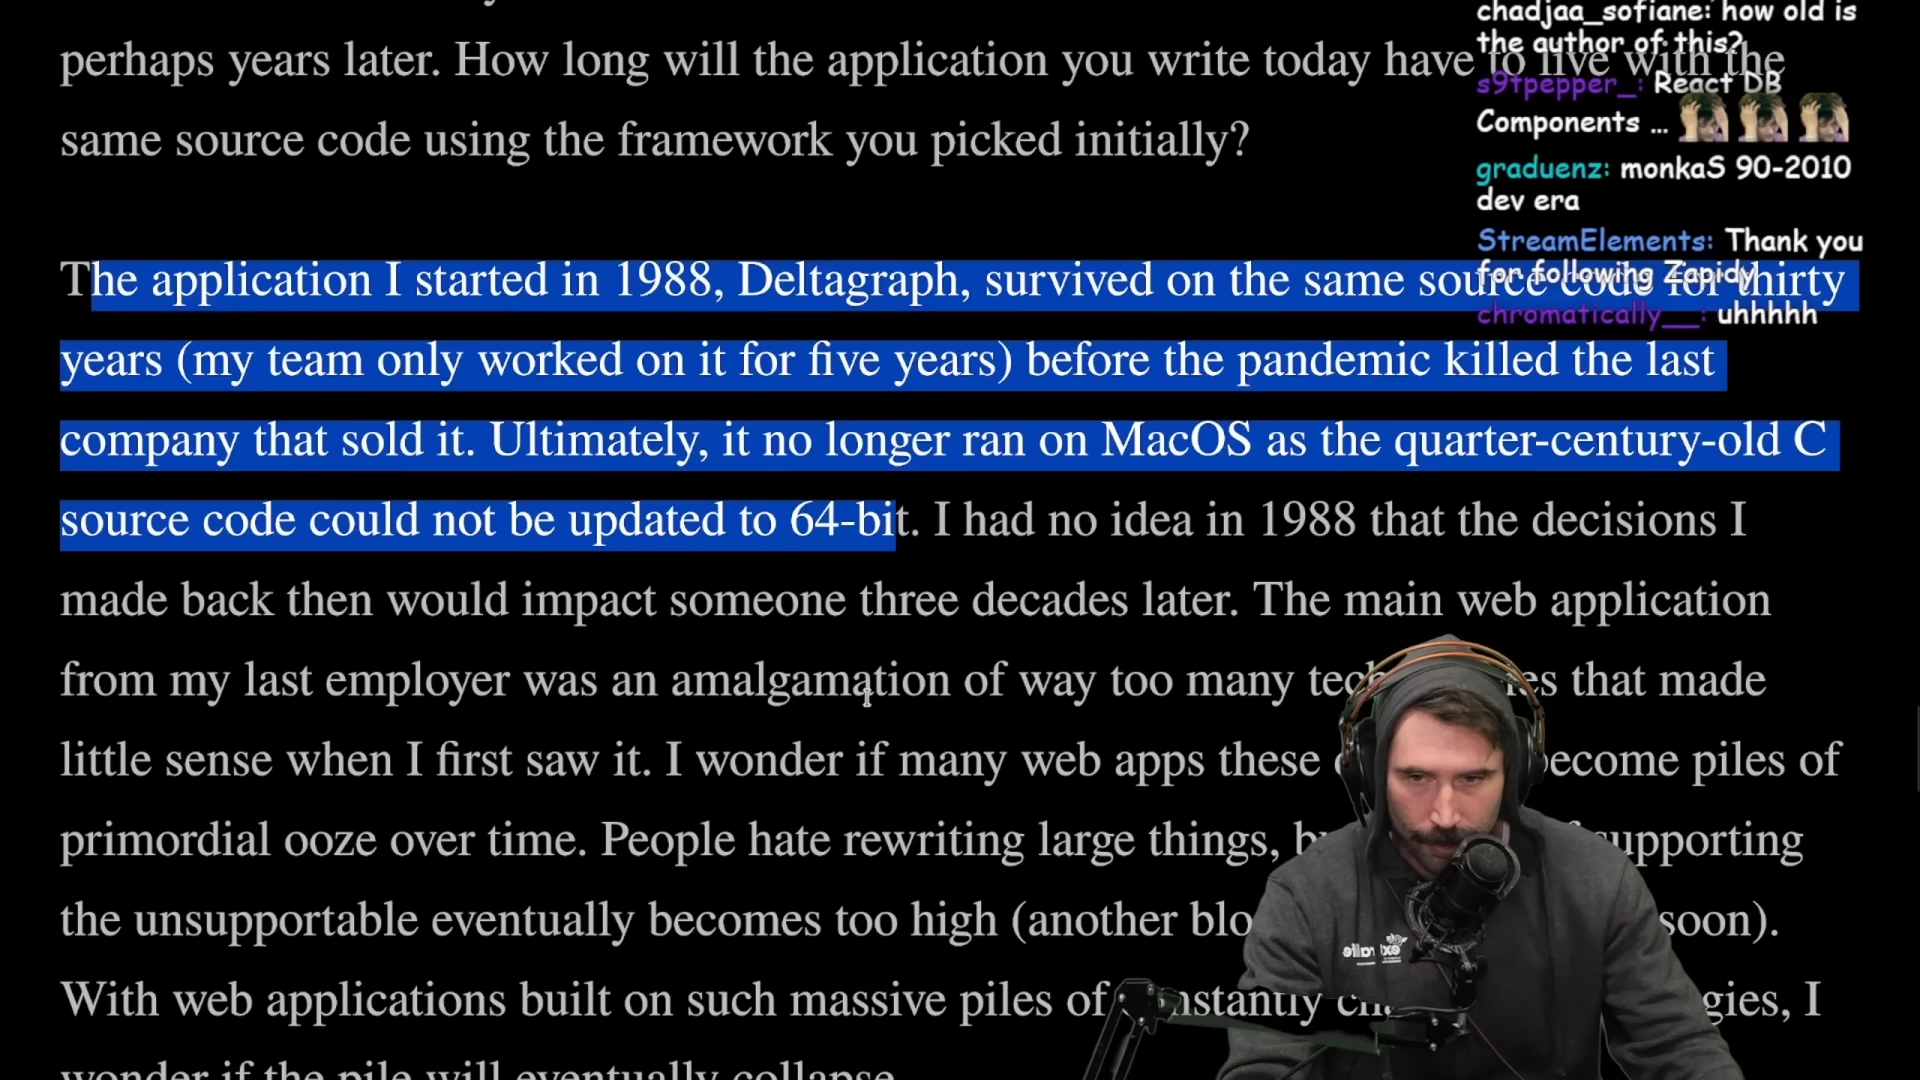 perhaps years later. How long will the application you write today have to live with the
same source code using the framework you picked initially?
The application I started in 1988, Deltagraph, survived on the same source code for thirty
years (my team only worked on it for five years) before the pandemic killed the last
company that sold it. Ultimately, it no longer ran on MacOS as the quarter-century-old C
source code could not be updated to 64-bit. I had no idea in 1988 that the decisions I
made back then would impact someone three decades later. The main web application
from my last employer was an amalgamation of way too many that made
little sense when I first saw it. I wonder if many web apps these become piles of
primordial ooze over time. People hate rewriting large things, supporting
the unsupportable eventually becomes too high (another soon).
With web applications built on such massive piles of I
wonder if the pile will eventually collapse.
chadjaa_sofiane: how old is
the author of this?
s9tpepper_: React DB
Components ...
graduenz: monkaS 90-2010
dev era
StreamElements: Thank you
for following Zapidy
chromatically__: uhhhhh